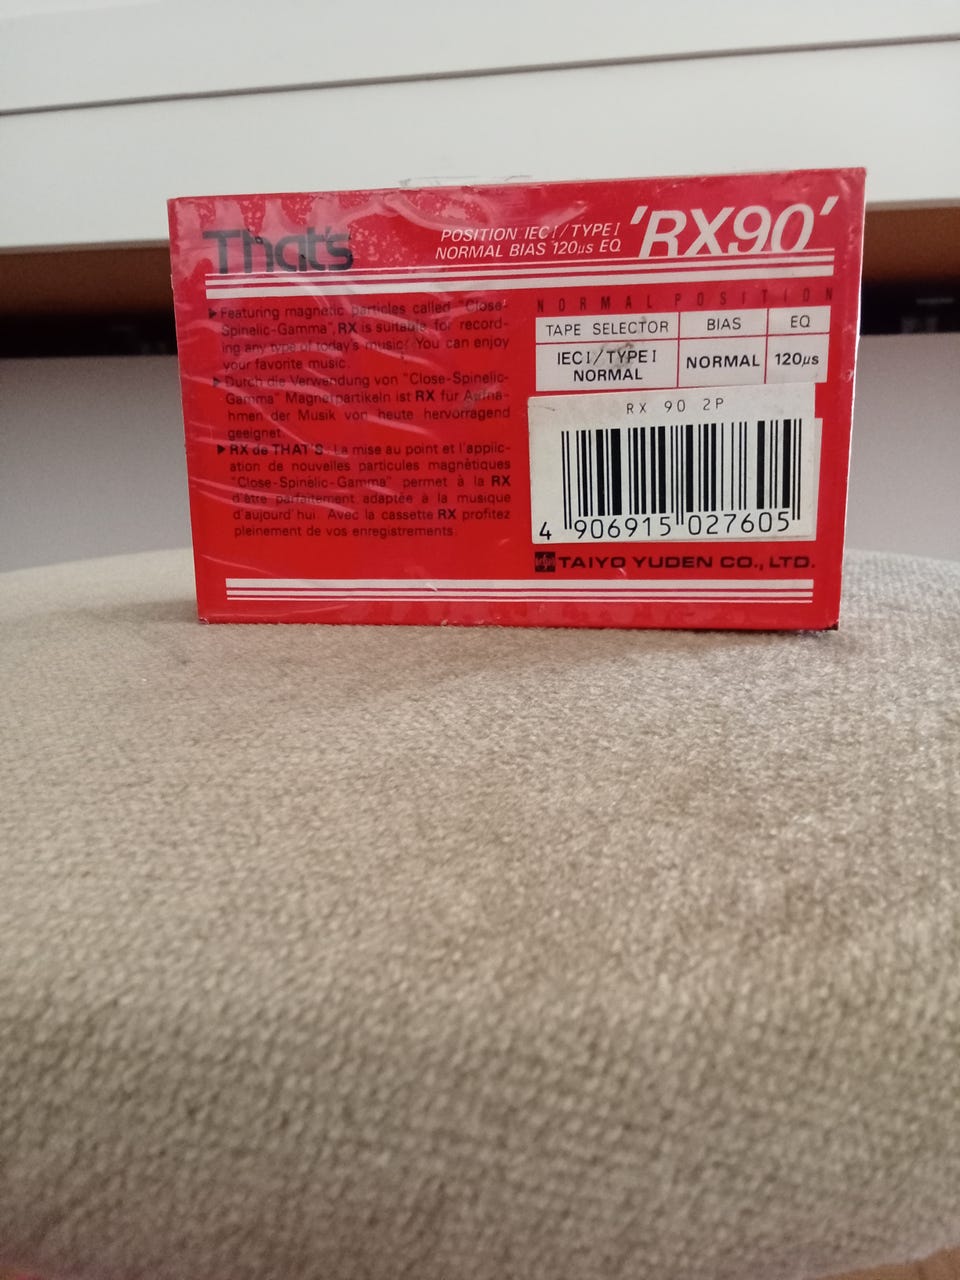 That's
POSITION IEC I/TYPE I
NORMAL BIAS 120µs EQ
'RX90'
▶Featuring magnetic particles called "Close-
Spinelic-Gamma", RX is suitable for record-
ing any type of today's music. You can enjoy
your favorite music.
▶Durch die Verwendung von "Close-Spinelic-
Gamma" Magnetpartikeln ist RX für Aufna-
hmen der Musik von heute hervorragend
geeignet.
▶RX de THAT'S: La mise au point et l'applic-
ation de nouvelles particules magnétiques
"Close-Spinèlic-Gamma" permet à la RX
d'être parfaitement adaptée à la musique
d'aujourd'hui. Avec la cassette RX profitez
pleinement de vos enregistrements.
NORMAL POSITION
TAPE SELECTOR BIAS EQ
IEC I/TYPE I
NORMAL NORMAL 120µs
RX 90 2P
4 906915 027605
TAIYO YUDEN CO., LTD.